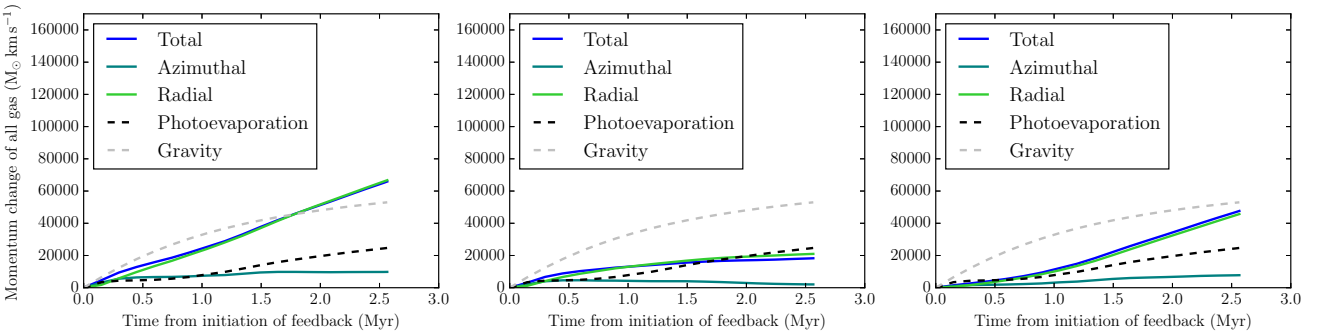 Momentum change of all gas (M⊙ km s−1)
160000
140000
120000
100000
80000
60000
40000
20000
0
0.0 0.5 1.0 1.5 2.0 2.5 3.0
Time from initiation of feedback (Myr)
Total
Azimuthal
Radial
Photoevaporation
Gravity
160000
140000
120000
100000
80000
60000
40000
20000
0
0.0 0.5 1.0 1.5 2.0 2.5 3.0
Time from initiation of feedback (Myr)
Total
Azimuthal
Radial
Photoevaporation
Gravity
160000
140000
120000
100000
80000
60000
40000
20000
0
0.0 0.5 1.0 1.5 2.0 2.5 3.0
Time from initiation of feedback (Myr)
Total
Azimuthal
Radial
Photoevaporation
Gravity